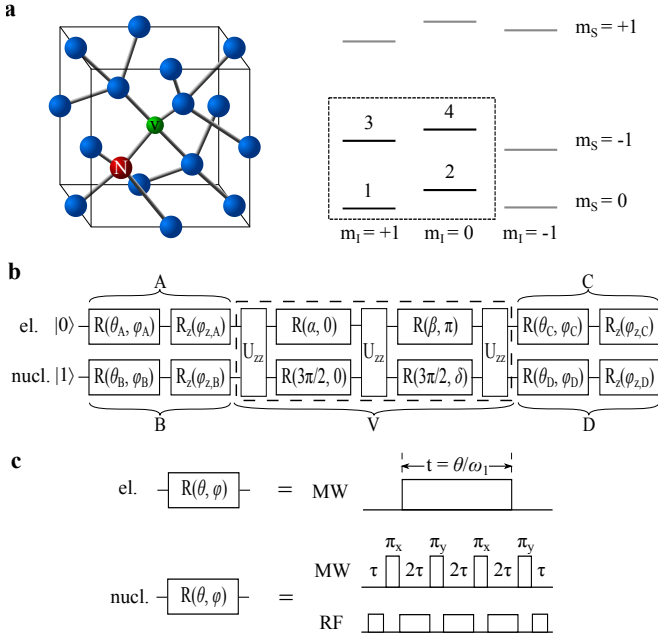 a
N
V
3
4
1
2
m_S = +1
m_S = -1
m_S = 0
m_I = +1
m_I = 0
m_I = -1
b
A
C
el. |0⟩ R(θ_A, φ_A) R_z(φ_z,A) U_zz R(α, 0) U_zz R(β, π) U_zz R(θ_C, φ_C) R_z(φ_z,C)
nucl. |1⟩ R(θ_B, φ_B) R_z(φ_z,B) R(3π/2, 0) R(3π/2, δ) R(θ_D, φ_D) R_z(φ_z,D)
B
V
D
c
t = θ/ω_1
el. R(θ, φ) = MW
π_x π_y π_x π_y
MW τ 2τ 2τ 2τ τ
nucl. R(θ, φ) =
RF